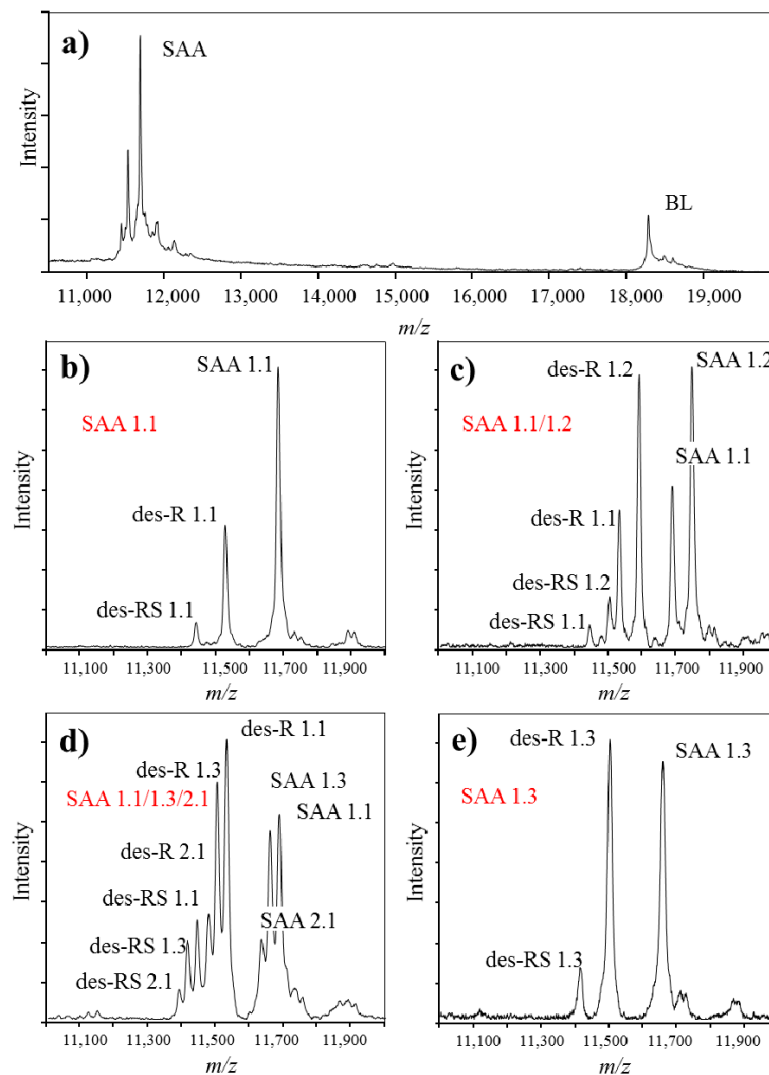 a)
SAA
BL
Intensity
11,000 12,000 13,000 14,000 15,000 16,000 17,000 18,000 19,000
m/z
b)
SAA 1.1
SAA 1.1
des-R 1.1
des-RS 1.1
Intensity
11,100 11,300 11,500 11,700 11,900
m/z
c)
des-R 1.2
SAA 1.2
SAA 1.1/1.2
SAA 1.1
des-R 1.1
des-RS 1.2
des-RS 1.1
Intensity
11,100 11,300 11,500 11,700 11,900
m/z
d)
des-R 1.1
des-R 1.3
SAA 1.3
SAA 1.1/1.3/2.1
SAA 1.1
des-R 2.1
des-RS 1.1
SAA 2.1
des-RS 1.3
des-RS 2.1
Intensity
11,100 11,300 11,500 11,700 11,900
m/z
e)
des-R 1.3
SAA 1.3
SAA 1.3
des-RS 1.3
Intensity
11,100 11,300 11,500 11,700 11,900
m/z